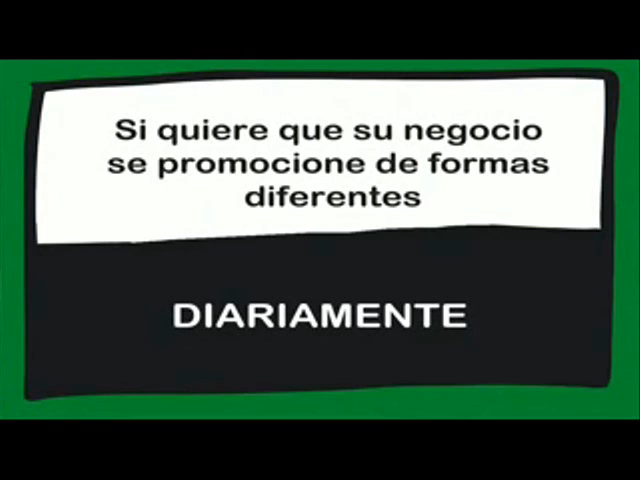 Si quiere que su negocio
se promocione de formas
diferentes
DIARIAMENTE